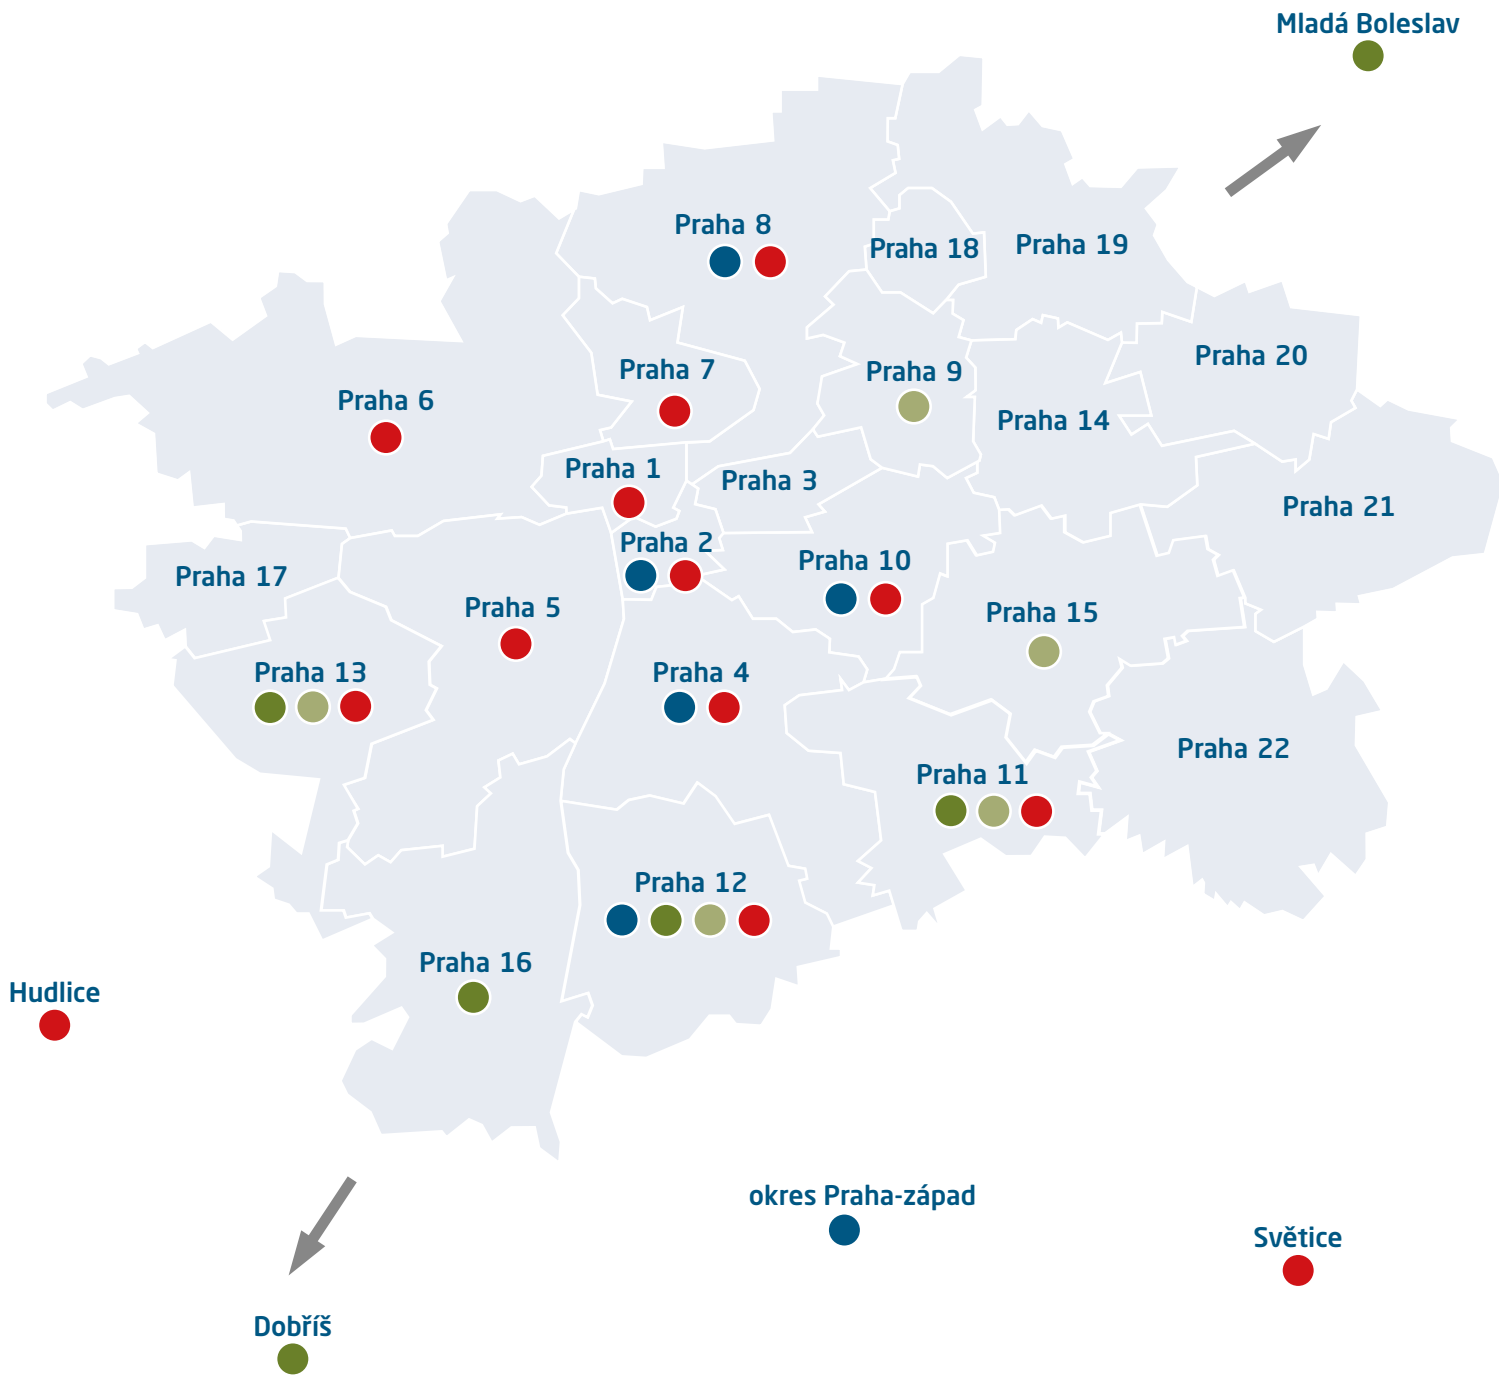 Mladá Boleslav
Praha 8
Praha 18
Praha 19
Praha 20
Praha 7
Praha 9
Praha 6
Praha 14
Praha 1
Praha 3
Praha 21
Praha 2
Praha 10
Praha 17
Praha 5
Praha 15
Praha 13
Praha 4
Praha 22
Praha 11
Praha 12
Praha 16
Hudlice
okres Praha-západ
Světice
Dobříš